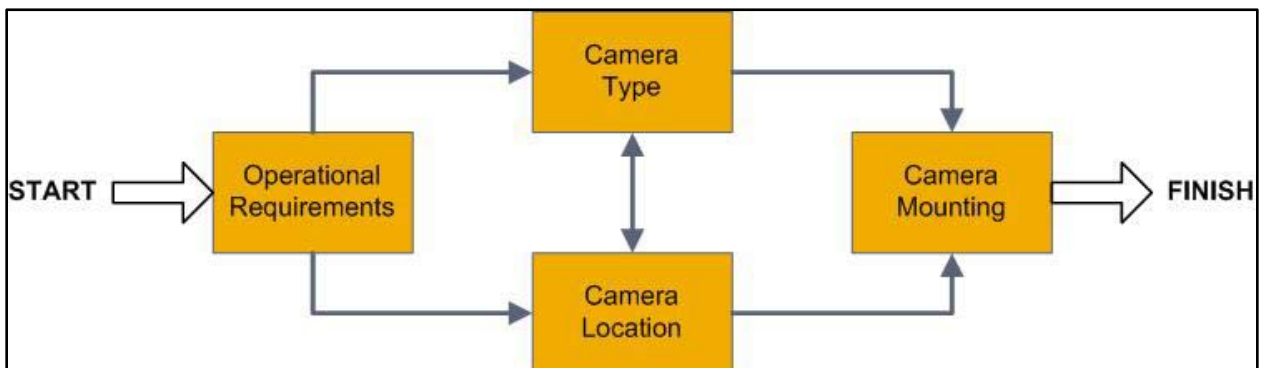 START
Operational
Requirements
Camera
Type
Camera
Location
Camera
Mounting
FINISH